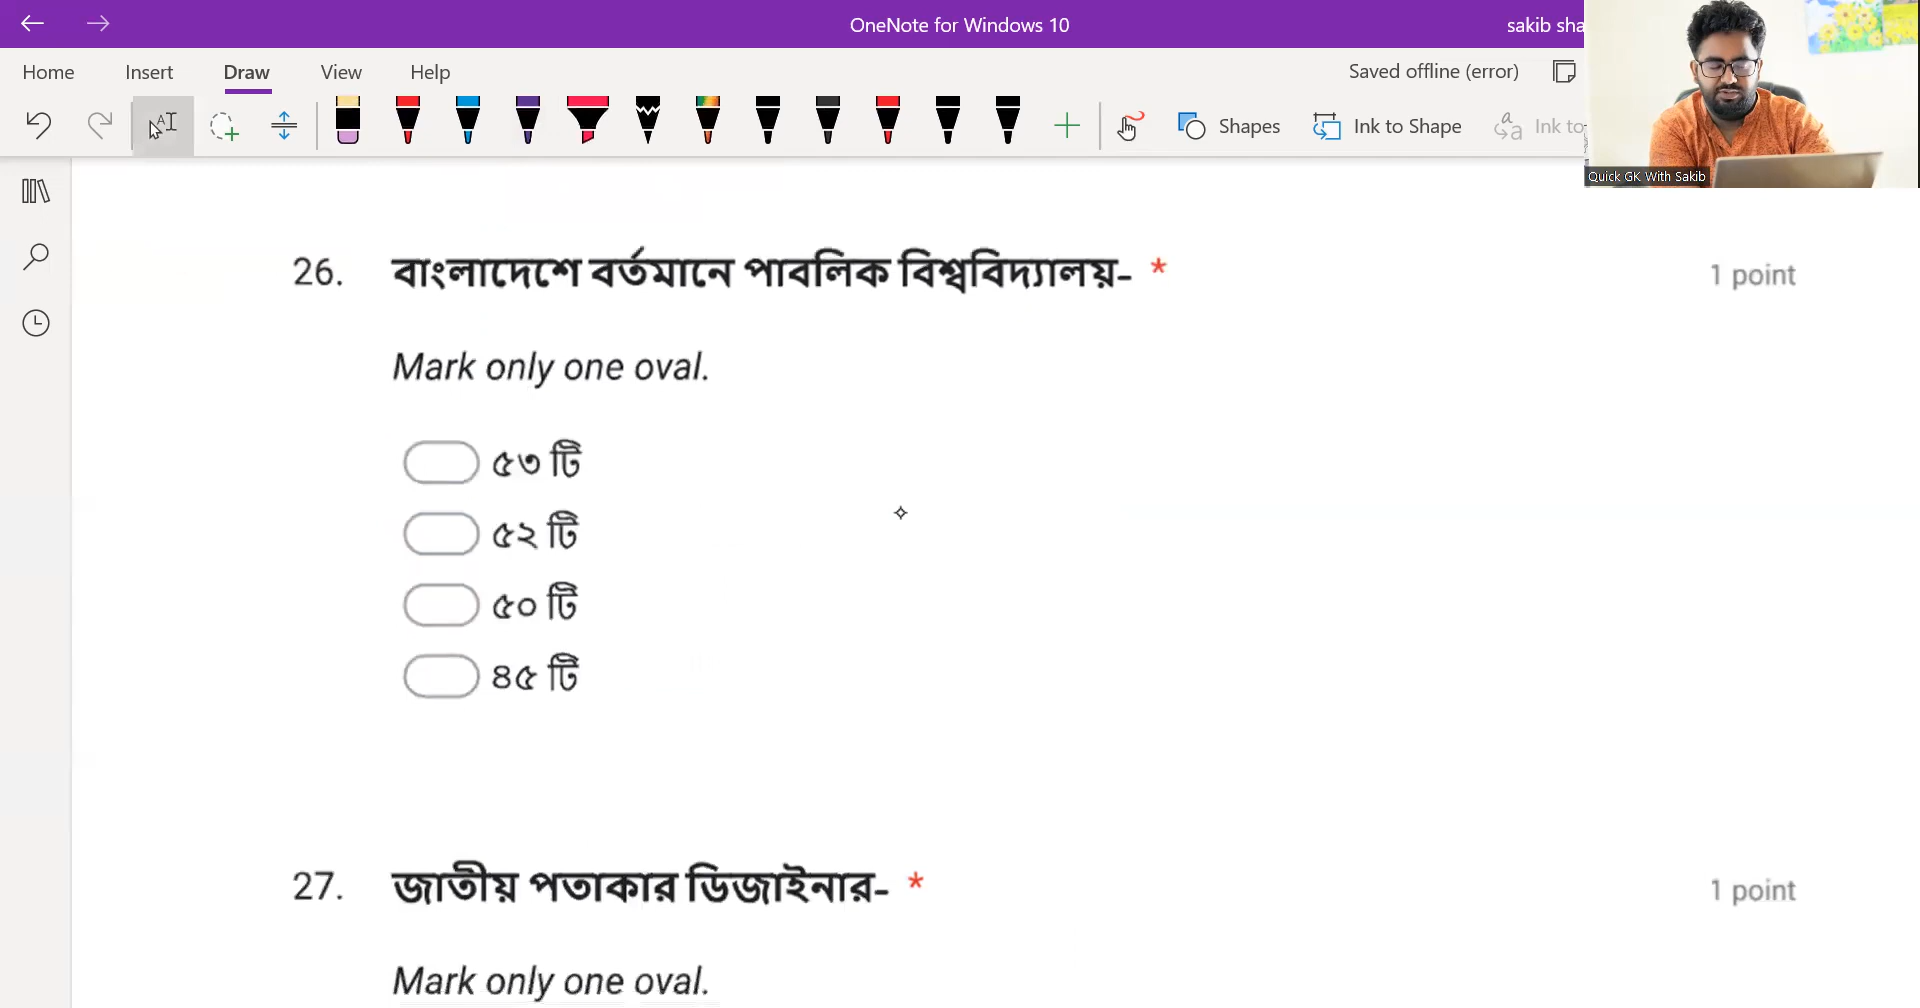 OneNote for Windows 10
sakib sha
Home Insert Draw View Help
Saved offline (error)
Shapes Ink to Shape Ink to
Quick GK With Sakib
26. বাংলাদেশে বর্তমানে পাবলিক বিশ্ববিদ্যালয়- * 1 point
Mark only one oval.
৫৩ টি
৫২ টি
৫০ টি
৪৫ টি
27. জাতীয় পতাকার ডিজাইনার- * 1 point
Mark only one oval.